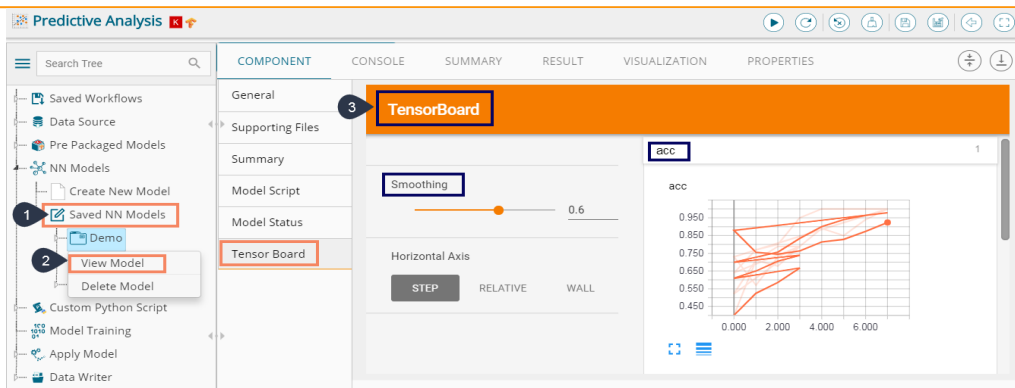 Predictive Analysis K
Search Tree
Saved Workflows
Data Source
Pre Packaged Models
NN Models
Create New Model
1 Saved NN Models
Demo
2 View Model
Delete Model
Custom Python Script
Model Training
Apply Model
Data Writer
COMPONENT CONSOLE SUMMARY RESULT VISUALIZATION PROPERTIES
General
Supporting Files
Summary
Model Script
Model Status
Tensor Board
3 TensorBoard
Smoothing
0.6
Horizontal Axis
STEP RELATIVE WALL
acc 1
acc
0.950
0.850
0.750
0.650
0.550
0.450
0.000 2.000 4.000 6.000